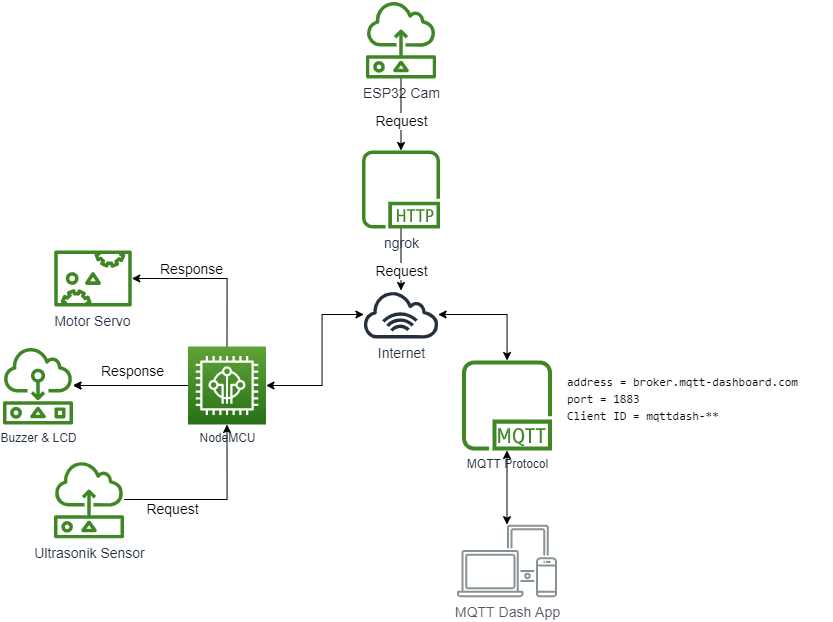 ESP32 Cam
Request
HTTP
ngrok
Request
Internet
Response
Motor Servo
Response
Buzzer & LCD
NodeMCU
Request
Ultrasonik Sensor
address = broker.mqtt-dashboard.com
port = 1883
Client ID = mqttdash-**
MQTT
MQTT Protocol
MQTT Dash App